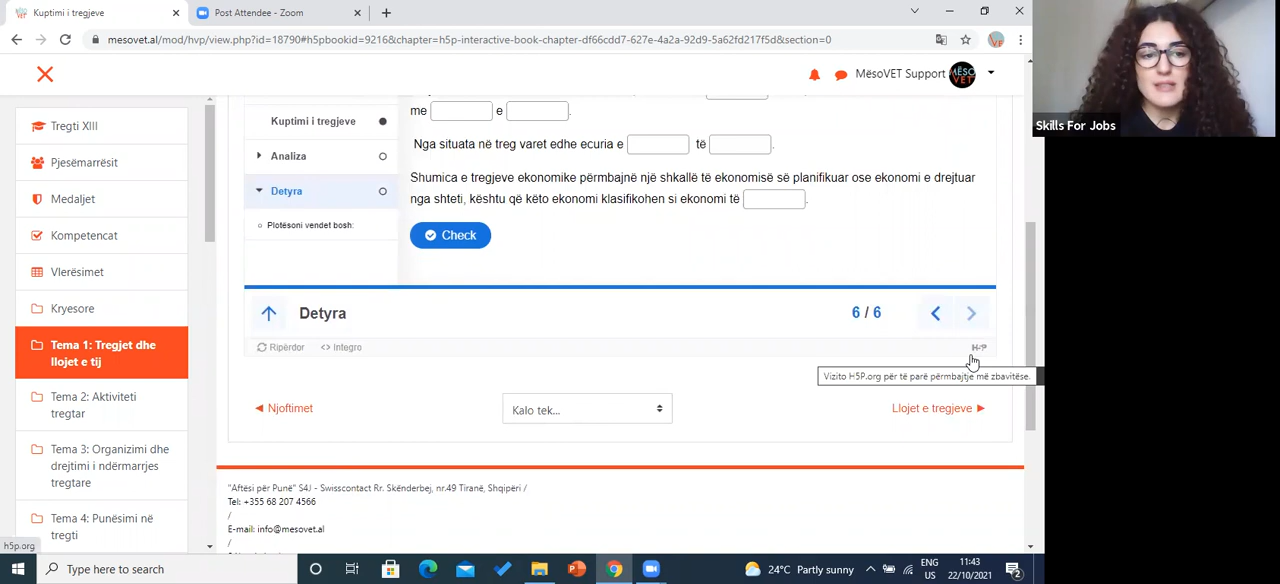 Kuptimi i tregjeve
Post Attendee - Zoom
mesovet.al/mod/hvp/view.php?id=18790#h5pbookid=9216&chapter=h5p-interactive-book-chapter-df66cdd7-627e-4a2a-92d9-5a62fd217f5d&section=0
MësoVET Support
MËSO
VET
Skills For Jobs
Tregti XIII
Pjesëmarrësit
Medaljet
Kompetencat
Vlerësimet
Kryesore
Tema 1: Tregjet dhe
llojet e tij
Tema 2: Aktiviteti
tregtar
Tema 3: Organizimi dhe
drejtimi i ndërmarrjes
tregtare
Tema 4: Punësimi në
tregti
Kuptimi i tregjeve
Analiza
Detyra
Plotësoni vendet bosh:
me e .
Nga situata në treg varet edhe ecuria e të .
Shumica e tregjeve ekonomike përmbajnë një shkallë të ekonomisë së planifikuar ose ekonomi e drejtuar
nga shteti, kështu që këto ekonomi klasifikohen si ekonomi të .
Check
Detyra
6 / 6
Ripërdor
<> Integro
H5P
Vizito H5P.org për të parë përmbajtje më zbavitëse.
◄ Njoftimet
Kalo tek...
Llojet e tregjeve ►
"Aftësi për Punë" S4J - Swisscontact Rr. Skënderbej, nr.49 Tiranë, Shqipëri /
Tel: +355 68 207 4566
/
E-mail: info@mesovet.al
/
h5p.org
Type here to search
24°C Partly sunny
ENG
US
11:43
22/10/2021
2